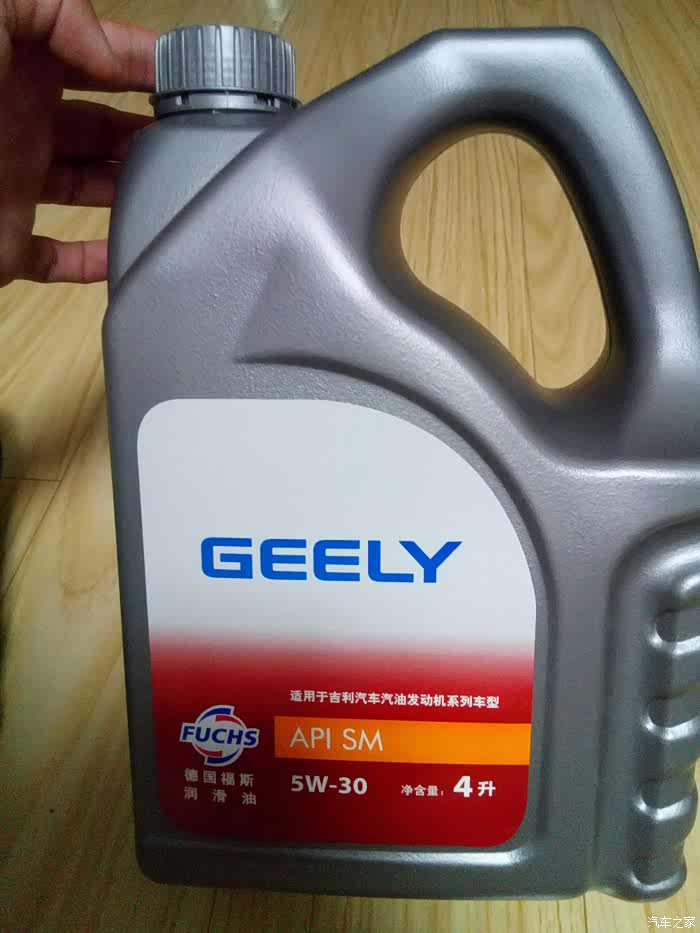 GEELY
适用于吉利汽车汽油发动机系列车型
FUCHS
API SM
德国福斯
润滑油
5W-30
净含量：4升
汽车之家